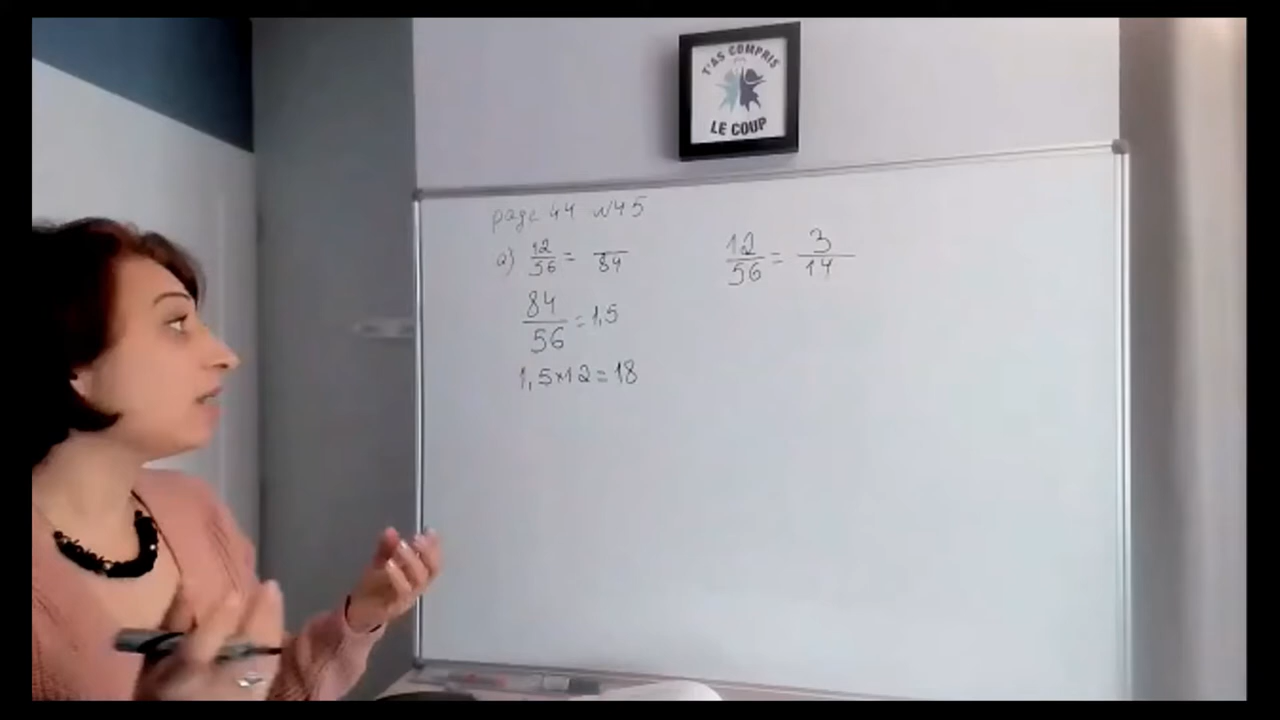 T'AS COMPRIS
LE COUP
page 44 N45
a) 12/56 = /84
84/56 = 1,5
1,5×12=18
12/56 = 3/14